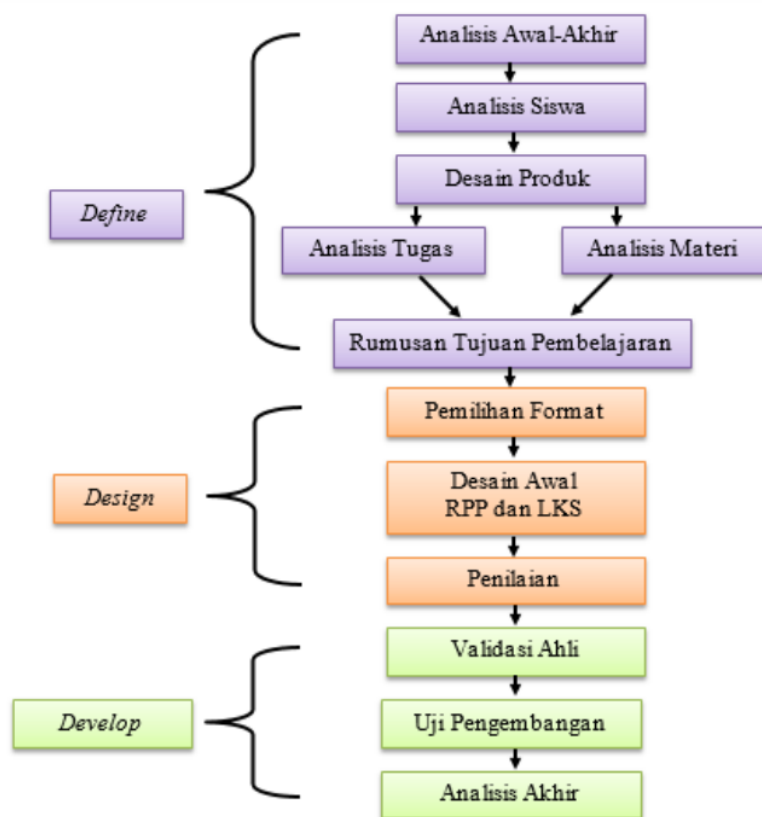 Analisis Awal-Akhir
Analisis Siswa
Desain Produk
Define
Analisis Tugas
Analisis Materi
Rumusan Tujuan Pembelajaran
Pemilihan Format
Design
Desain Awal
RPP dan LKS
Penilaian
Validasi Ahli
Develop
Uji Pengembangan
Analisis Akhir